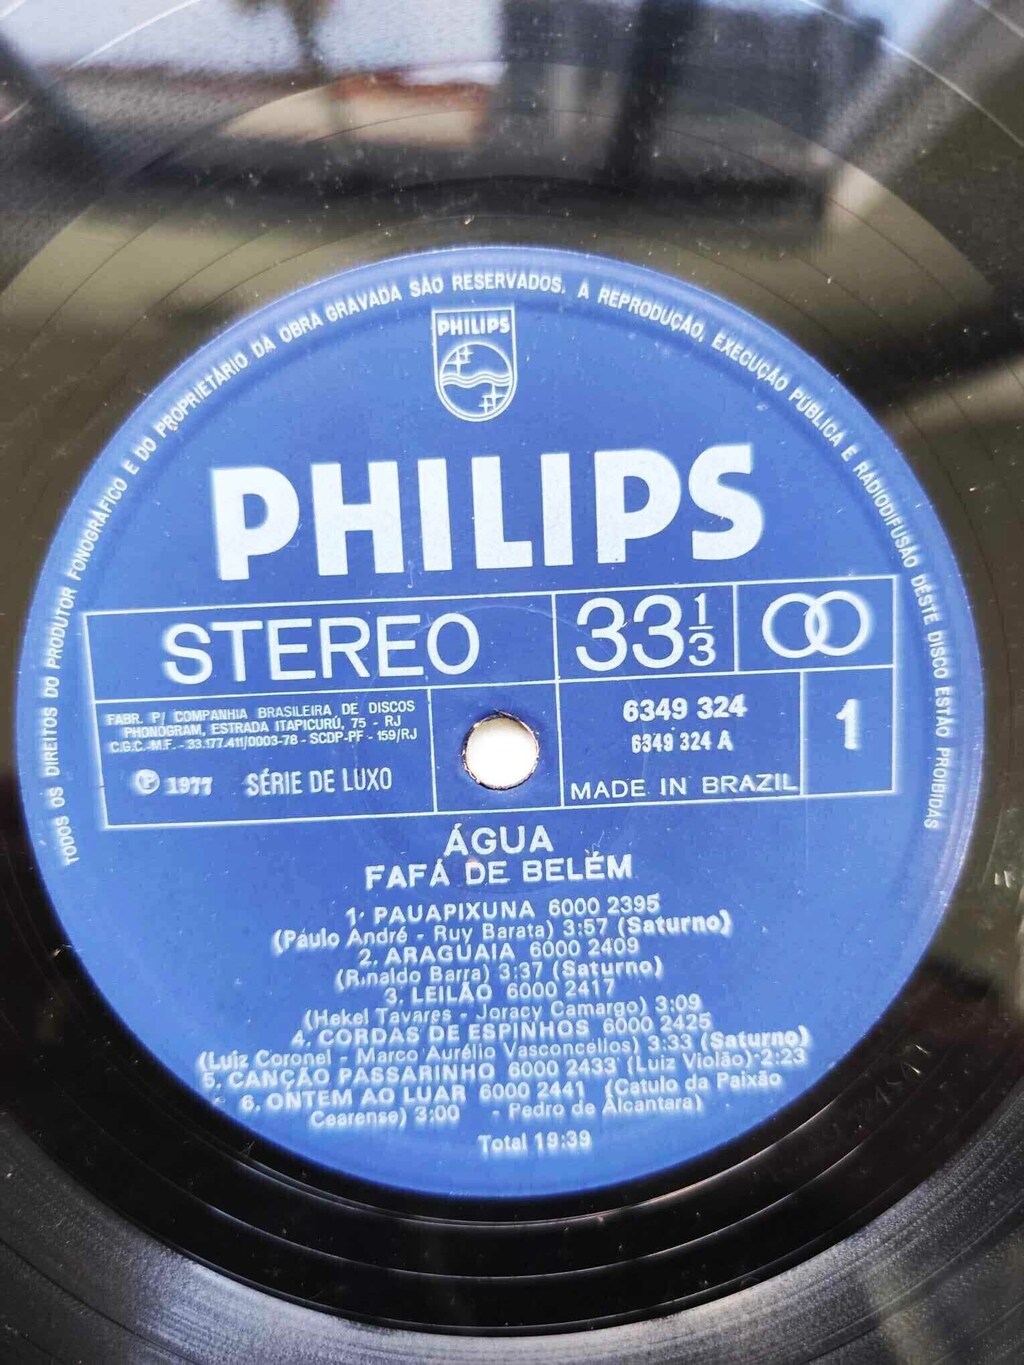 TODOS OS DIREITOS DO PRODUTOR FONOGRÁFICO E DO PROPRIETÁRIO DA OBRA GRAVADA SÃO RESERVADOS. A REPRODUÇÃO, EXECUÇÃO PÚBLICA E RADIODIFUSÃO DESTE DISCO ESTÃO PROIBIDAS
PHILIPS
PHILIPS
STEREO
33 1/3
FABR. P/ COMPANHIA BRASILEIRA DE DISCOS
PHONOGRAM, ESTRADA ITAPICURÚ, 75 - RJ
C.G.C.-M.F. - 33.177.411/0003-78 - SCDP-PF - 159/RJ
Ⓟ 1977 SÉRIE DE LUXO
6349 324
6349 324 A
MADE IN BRAZIL
1
ÁGUA
FAFÁ DE BELÉM
1. PAUAPIXUNA 6000 2395
(Paulo André - Ruy Barata) 3:57 (Saturno)
2. ARAGUAIA 6000 2409
(Rinaldo Barra) 3:37 (Saturno)
3. LEILÃO 6000 2417
(Hekel Tavares - Joracy Camargo) 3:09
4. CORDAS DE ESPINHOS 6000 2425
(Luiz Coronel - Marco Aurélio Vasconcellos) 3:33 (Saturno)
5. CANÇÃO PASSARINHO 6000 2433 (Luiz Violão) 2:23
6. ONTEM AO LUAR 6000 2441 (Catulo da Paixão
Cearense) 3:00 - Pedro de Alcantara)
Total 19:39